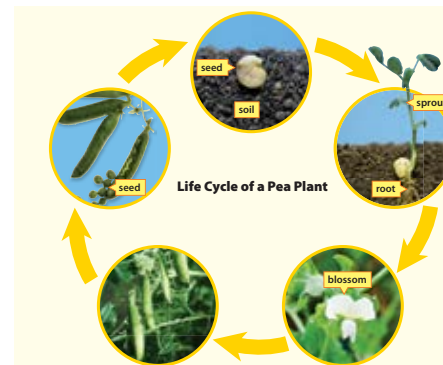 seed
soil
sprou
seed
Life Cycle of a Pea Plant
root
blossom